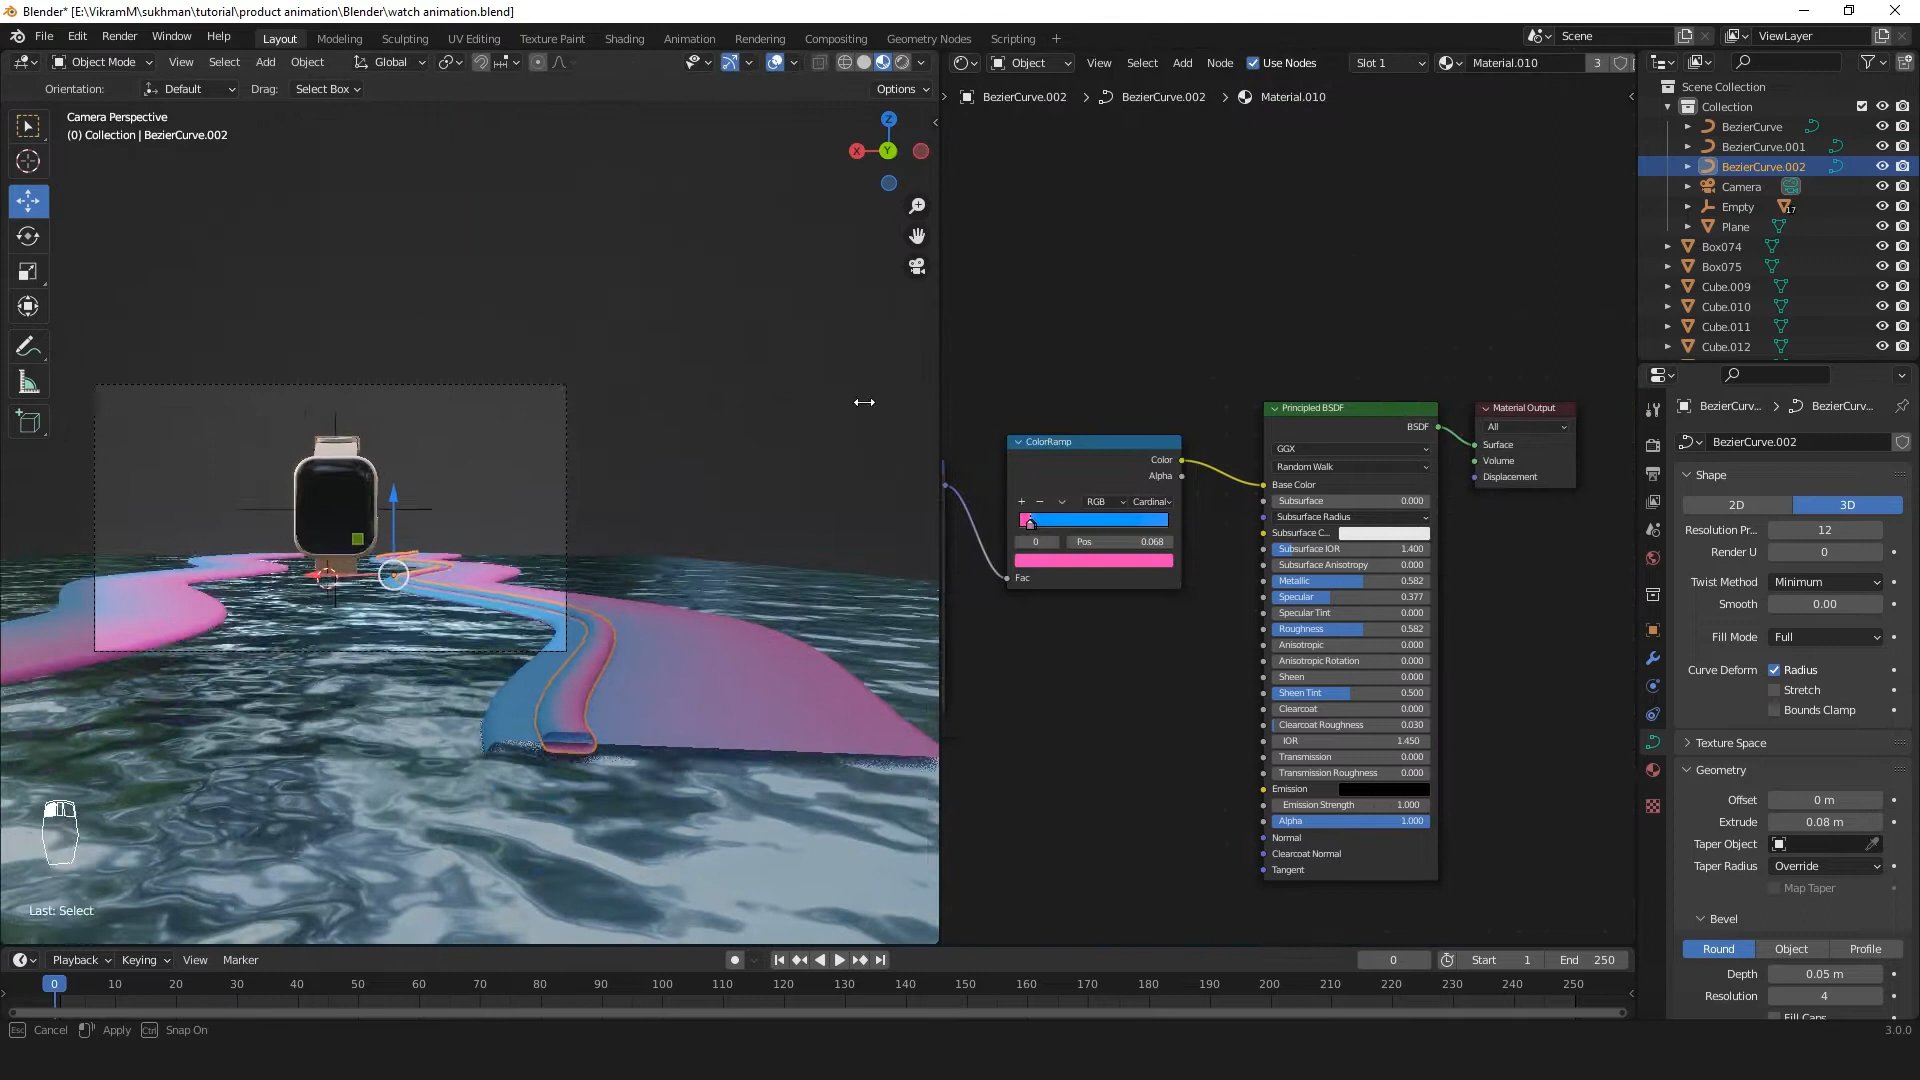 Blender* [E:\VikramM\sukhman\tutorial\product animation\Blender\watch animation.blend]
File Edit Render Window Help Layout Modeling Sculpting UV Editing Texture Paint Shading Animation Rendering Compositing Geometry Nodes Scripting + Scene ViewLayer
Object Mode View Select Add Object Global Object View Select Add Node Use Nodes Slot 1 Material.010 3
Orientation: Default Drag: Select Box Options
BezierCurve.002 > BezierCurve.002 > Material.010
Camera Perspective
(0) Collection | BezierCurve.002
X Y Z
Scene Collection
Collection
BezierCurve
BezierCurve.001
BezierCurve.002
Camera
Empty 17
Plane
Box074
Box075
Cube.009
Cube.010
Cube.011
Cube.012
ColorRamp
Color
Alpha
RGB Cardinal
0 Pos 0.068
Fac
Principled BSDF
BSDF
GGX
Random Walk
Base Color
Subsurface 0.000
Subsurface Radius
Subsurface C...
Subsurface IOR 1.400
Subsurface Anisotropy 0.000
Metallic 0.582
Specular 0.377
Specular Tint 0.000
Roughness 0.582
Anisotropic 0.000
Anisotropic Rotation 0.000
Sheen 0.000
Sheen Tint 0.500
Clearcoat 0.000
Clearcoat Roughness 0.030
IOR 1.450
Transmission 0.000
Transmission Roughness 0.000
Emission
Emission Strength 1.000
Alpha 1.000
Normal
Clearcoat Normal
Tangent
Material Output
All
Surface
Volume
Displacement
BezierCurv... > BezierCurv...
BezierCurve.002
Shape
2D 3D
Resolution Pr... 12
Render U 0
Twist Method Minimum
Smooth 0.00
Fill Mode Full
Curve Deform Radius
Stretch
Bounds Clamp
Texture Space
Geometry
Offset 0 m
Extrude 0.08 m
Taper Object
Taper Radius Override
Map Taper
Bevel
Round Object Profile
Depth 0.05 m
Resolution 4
Fill Caps
Last: Select
Playback Keying View Marker 0 Start 1 End 250
0 10 20 30 40 50 60 70 80 90 100 110 120 130 140 150 160 170 180 190 200 210 220 230 240 250
Esc Cancel Apply Ctrl Snap On 3.0.0